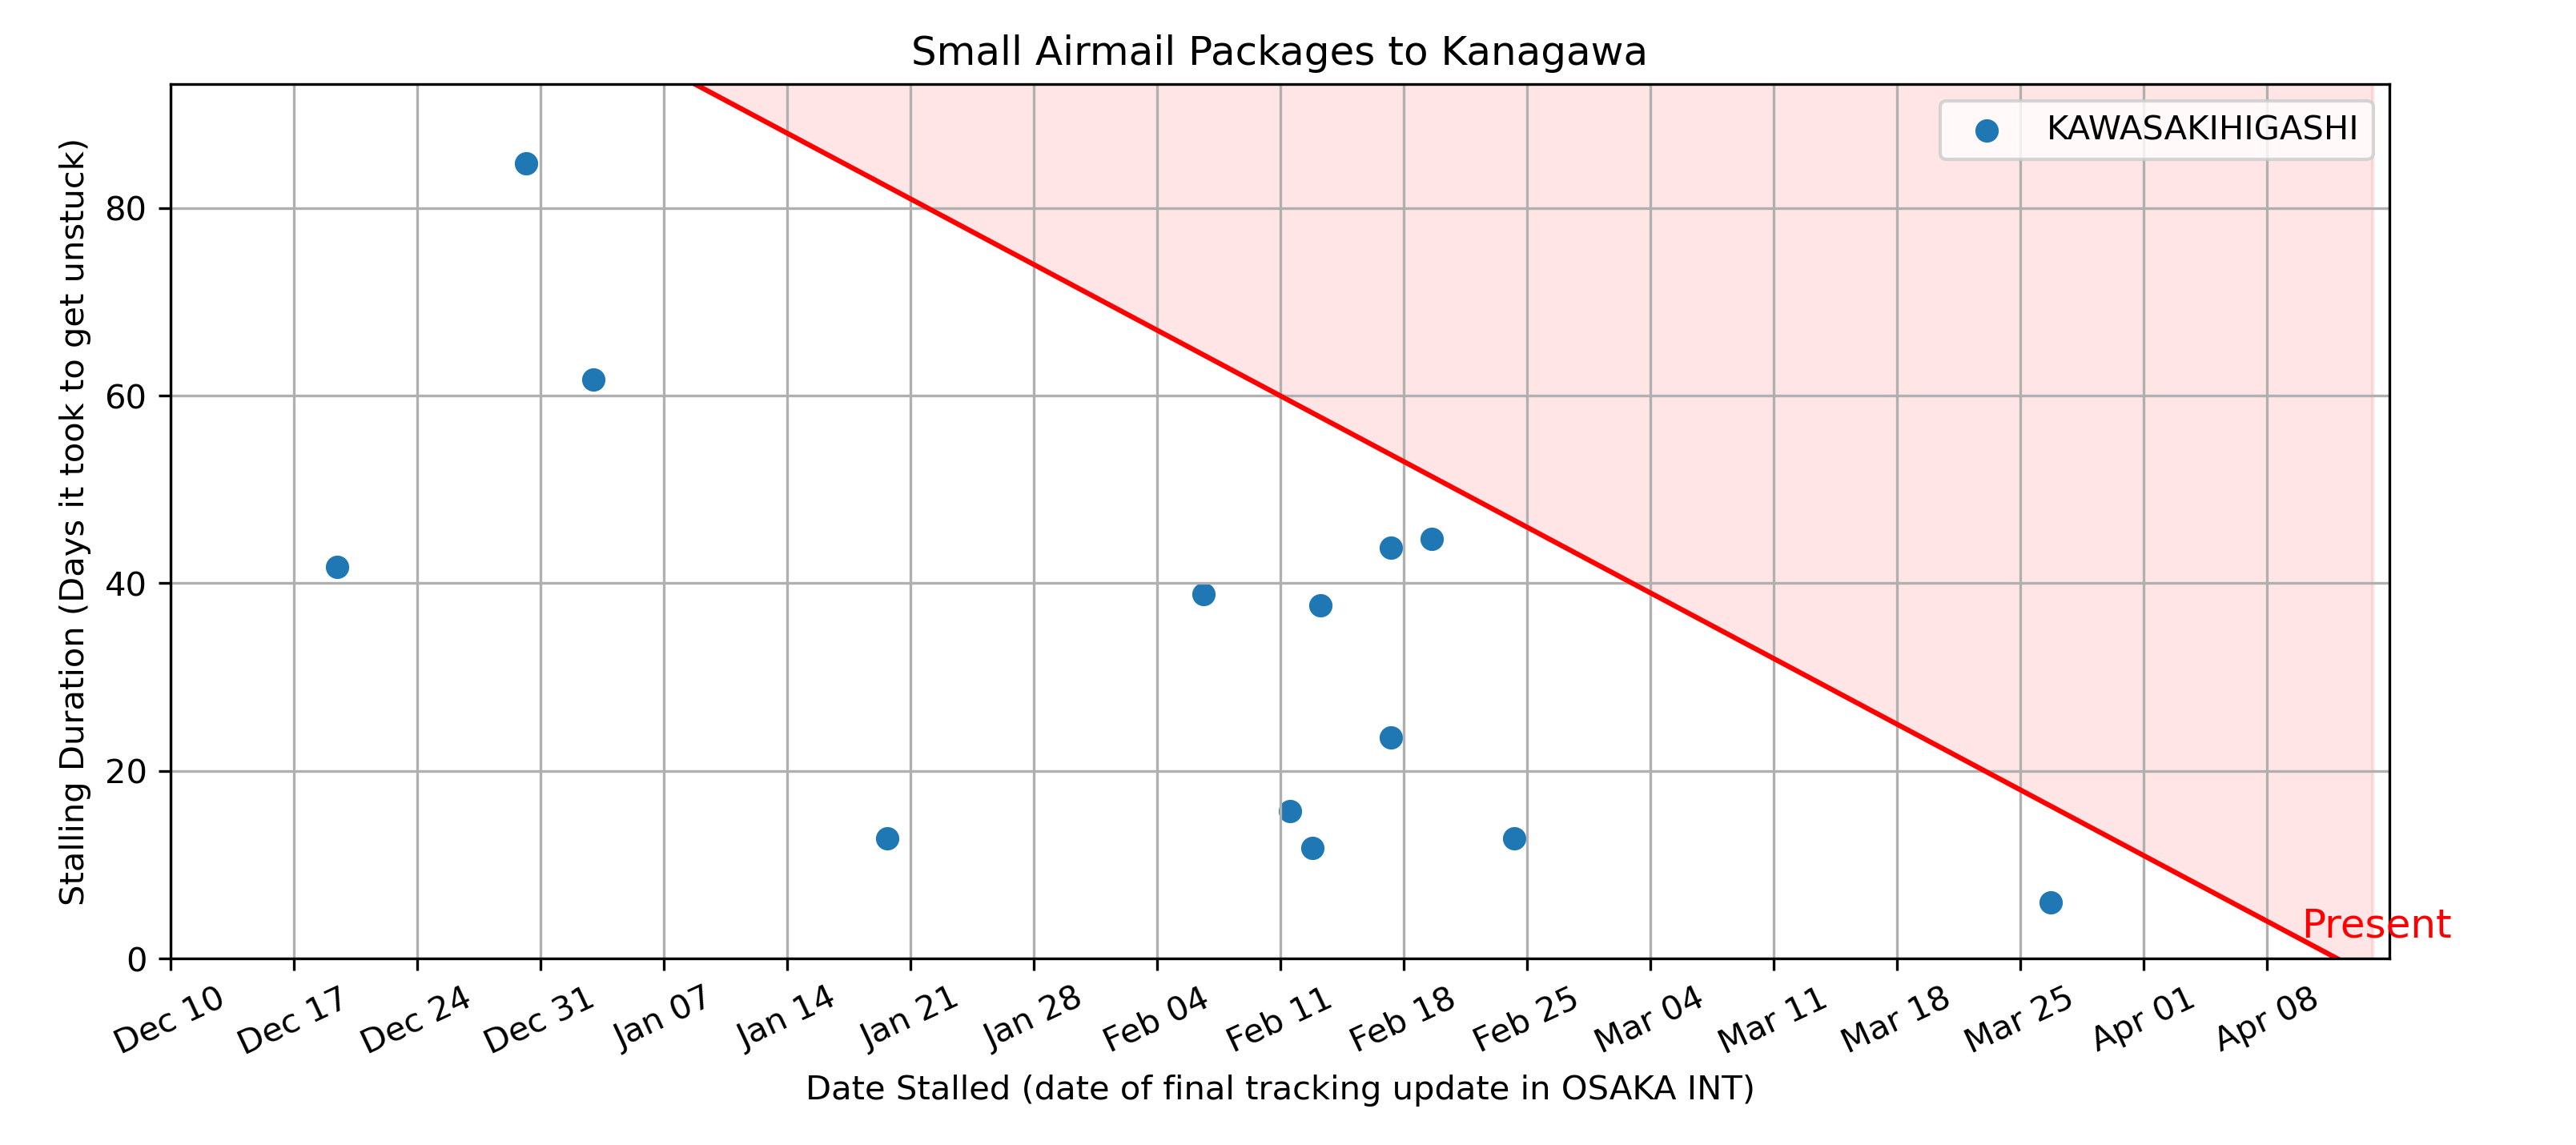 Small Airmail Packages to Kanagawa
KAWASAKIHIGASHI
Stalling Duration (Days it took to get unstuck)
80
60
40
20
0
Present
Dec 10
Dec 17
Dec 24
Dec 31
Jan 07
Jan 14
Jan 21
Jan 28
Feb 04
Feb 11
Feb 18
Feb 25
Mar 04
Mar 11
Mar 18
Mar 25
Apr 01
Apr 08
Date Stalled (date of final tracking update in OSAKA INT)